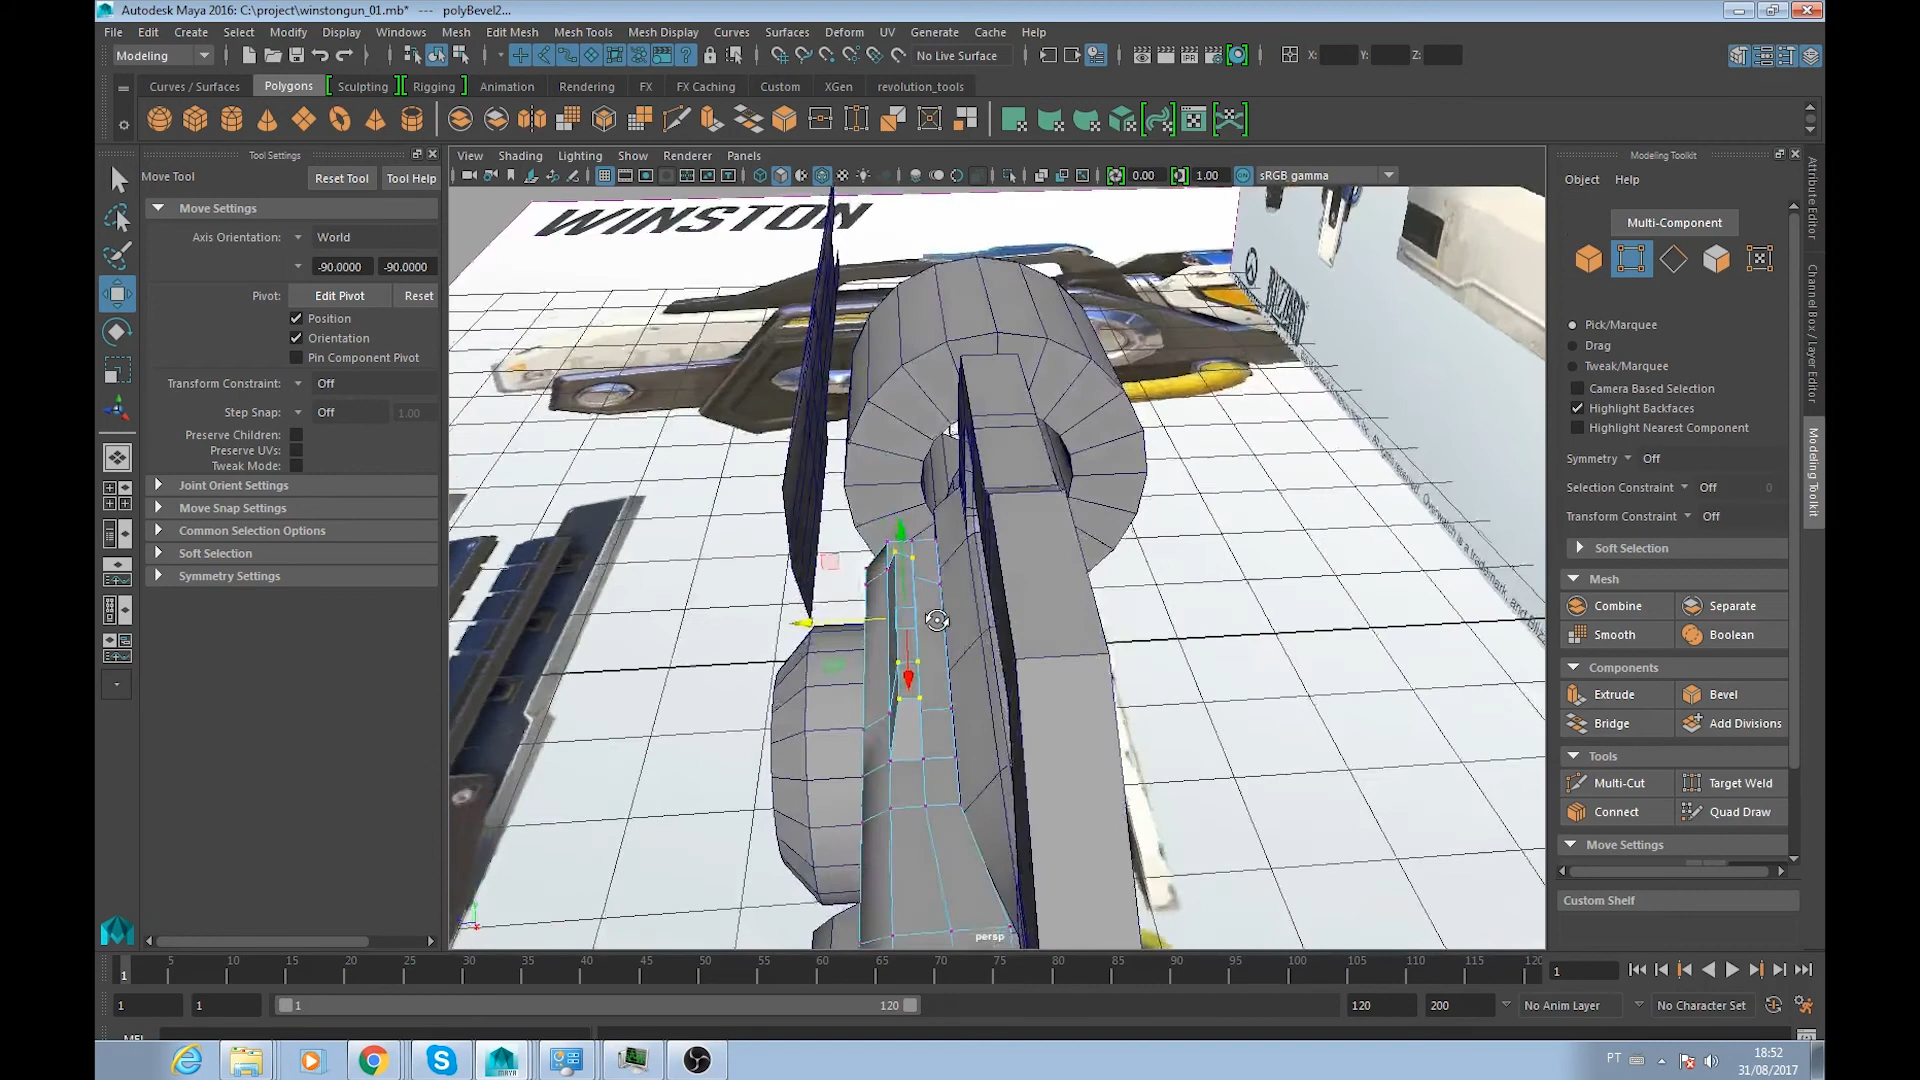 Autodesk Maya 2016: C:\project\winstongun_01.mb* --- polyBevel2...
File Edit Create Select Modify Display Windows Mesh Edit Mesh Mesh Tools Mesh Display Curves Surfaces Deform UV Generate Cache Help
Modeling No Live Surface X: Y: Z:
Curves / Surfaces Polygons Sculpting Rigging Animation Rendering FX FX Caching Custom XGen revolution_tools
Tool Settings
Move Tool Reset Tool Tool Help
Move Settings
Axis Orientation: World
-90.0000 -90.0000
Pivot: Edit Pivot Reset
Position
Orientation
Pin Component Pivot
Transform Constraint: Off
Step Snap: Off 1.00
Preserve Children:
Preserve UVs:
Tweak Mode:
Joint Orient Settings
Move Snap Settings
Common Selection Options
Soft Selection
Symmetry Settings
View Shading Lighting Show Renderer Panels
0.00 1.00 ON sRGB gamma
WINSTON
BLIZZARD
persp
Modeling Toolkit
Object Help
Multi-Component
Pick/Marquee
Drag
Tweak/Marquee
Camera Based Selection
Highlight Backfaces
Highlight Nearest Component
Symmetry Off
Selection Constraint Off 0
Transform Constraint Off
Soft Selection
Mesh
Combine Separate
Smooth Boolean
Components
Extrude Bevel
Bridge Add Divisions
Tools
Multi-Cut Target Weld
Connect Quad Draw
Move Settings
Custom Shelf
Attribute Editor
Channel Box / Layer Editor
Modeling Toolkit
1 5 10 15 20 25 30 35 40 45 50 55 60 65 70 75 80 85 90 95 100 105 110 115 120
1
1 1 1 120 120 200 No Anim Layer No Character Set
MEL
MAYA
PT 18:52
31/08/2017